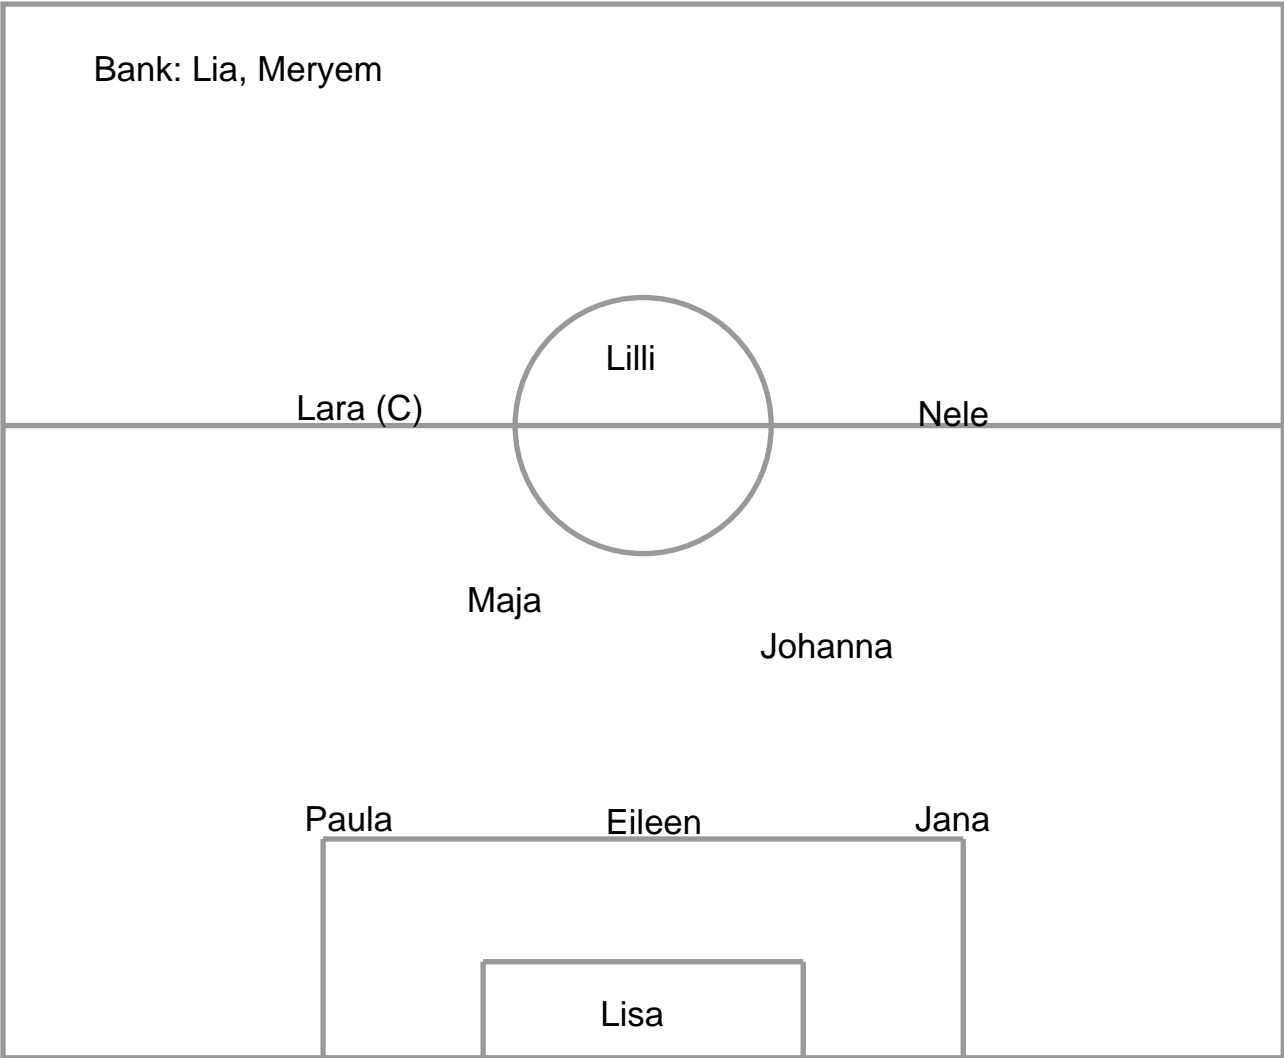 Bank: Lia, Meryem
Lilli
Lara (C)
Nele
Maja
Johanna
Paula
Eileen
Jana
Lisa